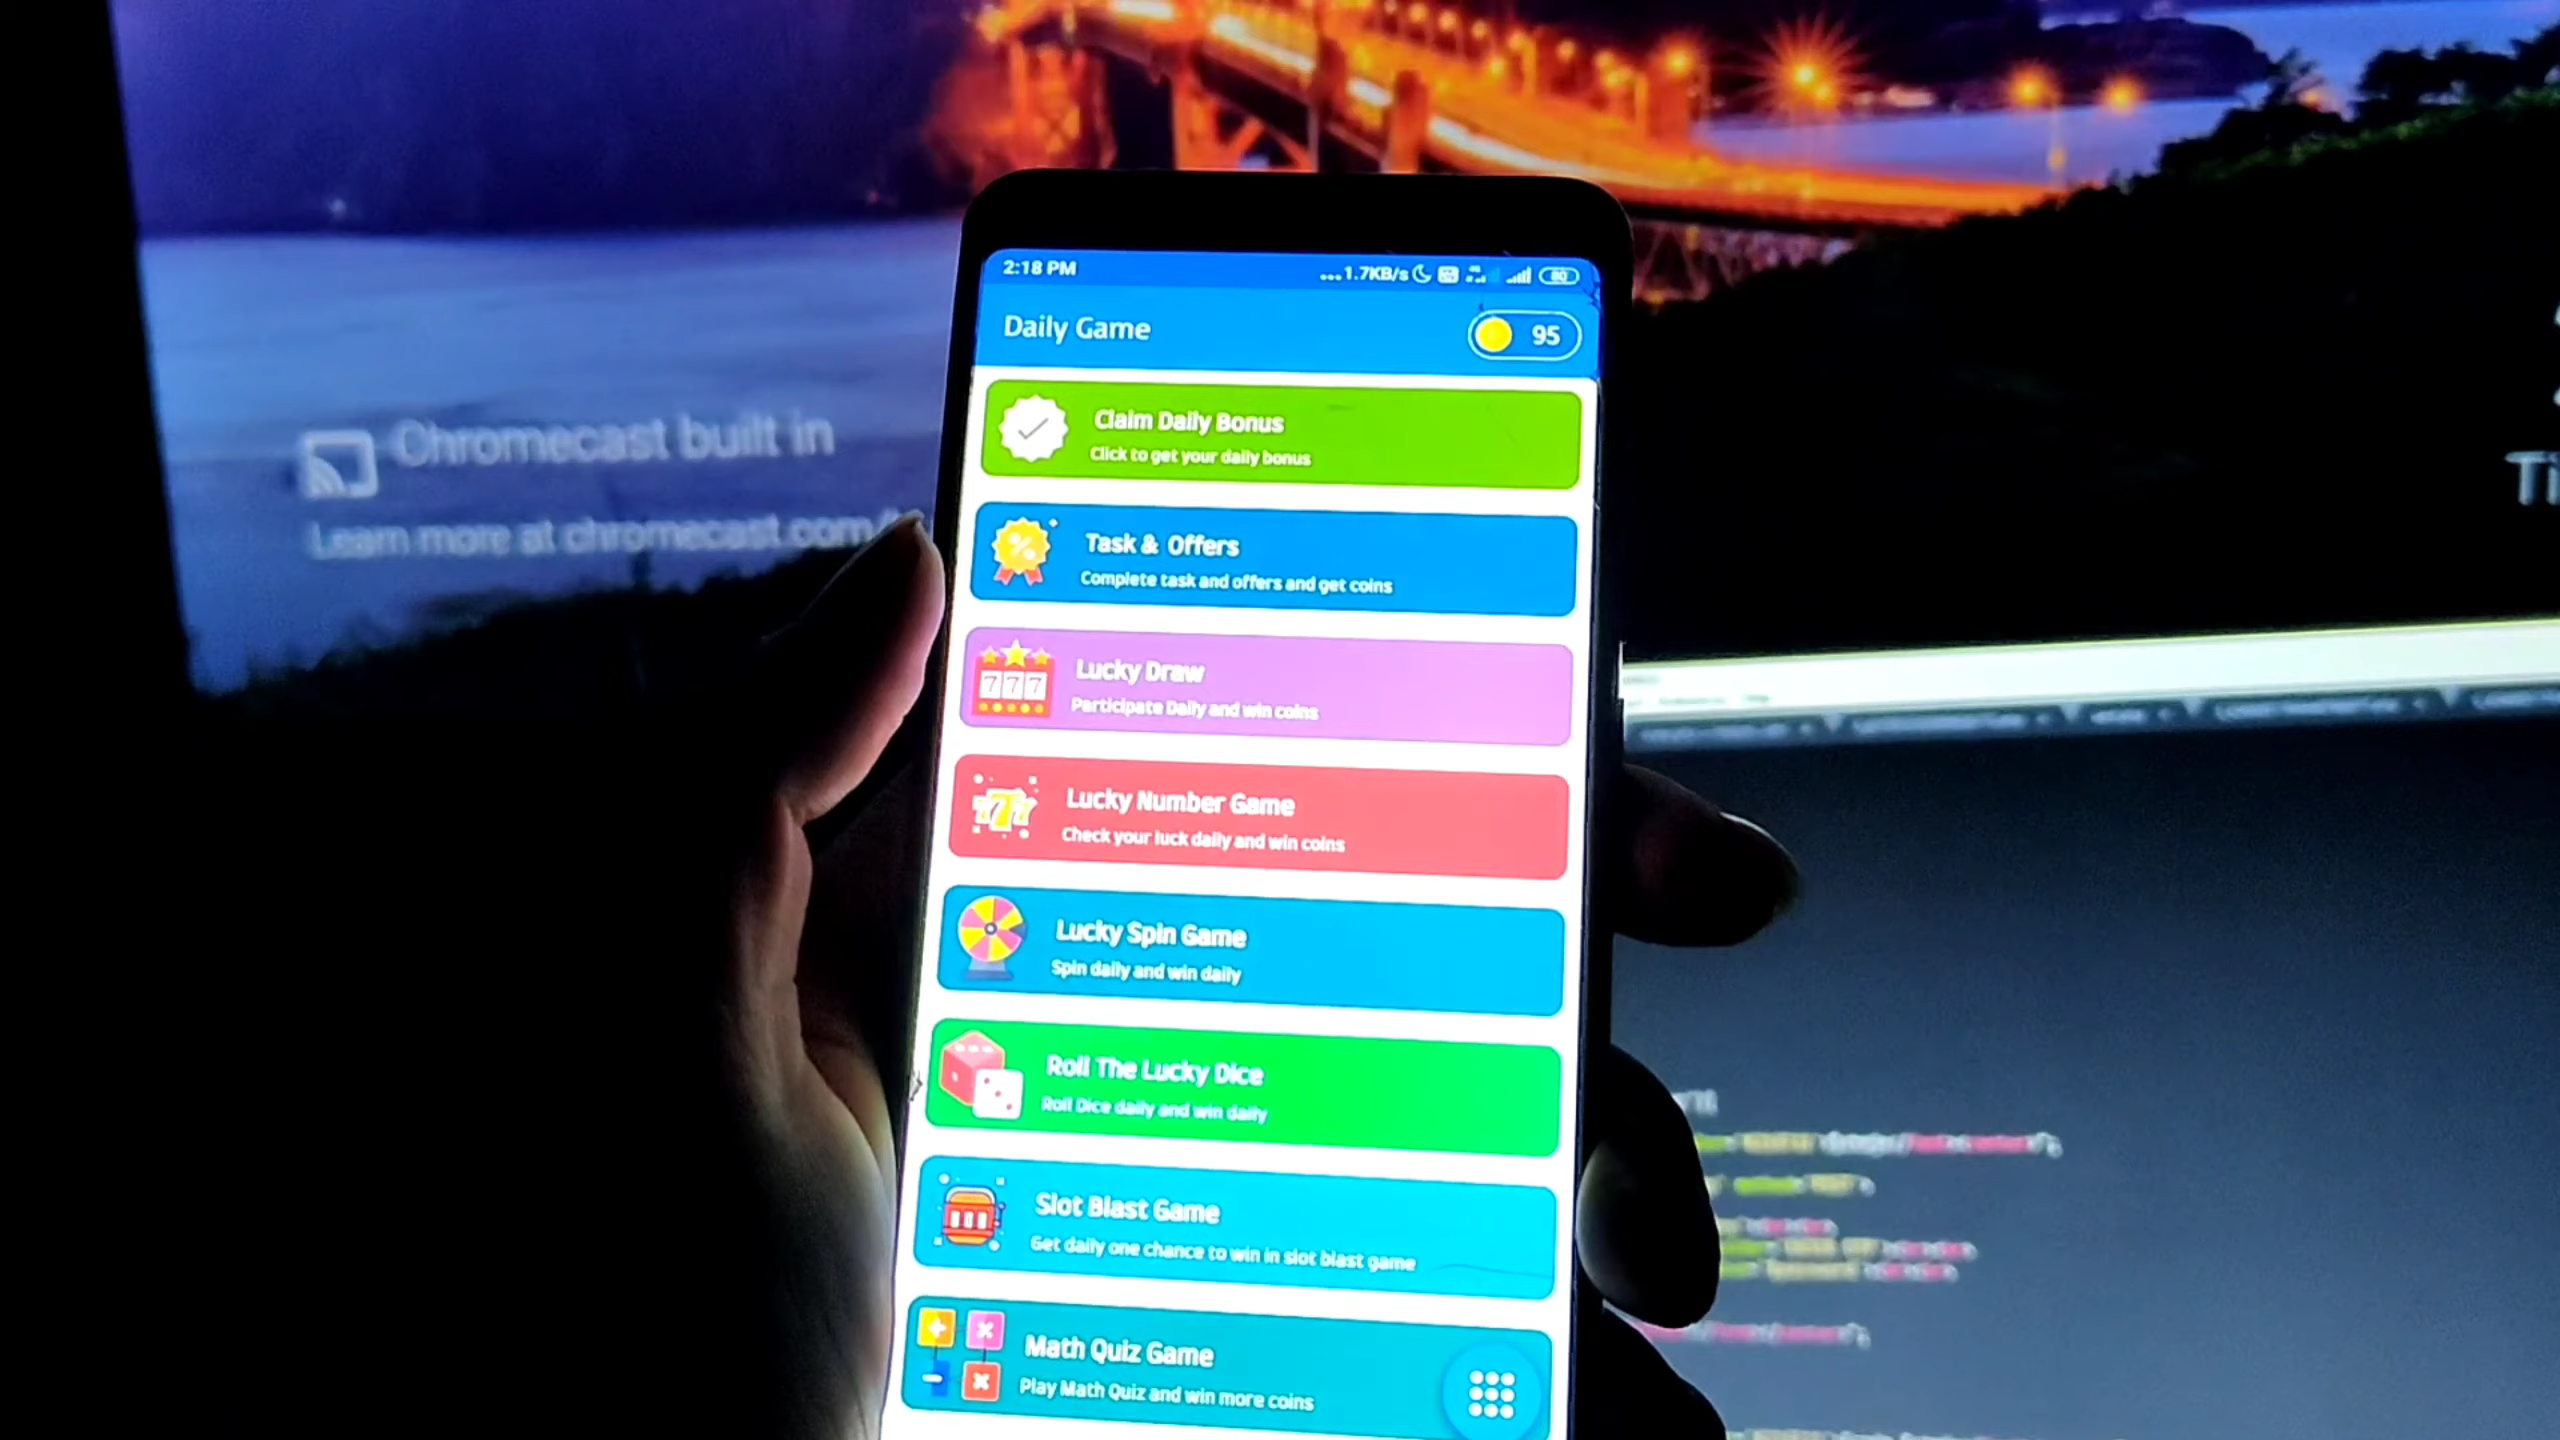 Chromecast built in
Learn more at chromecast.com/
Ti
2:18 PM
...1.7KB/s
80
Daily Game
95
Claim Daily Bonus
Click to get your daily bonus
Task & Offers
Complete task and offers and get coins
Lucky Draw
Participate Daily and win coins
Lucky Number Game
Check your luck daily and win coins
Lucky Spin Game
Spin daily and win daily
Roll The Lucky Dice
Roll Dice daily and win daily
Slot Blast Game
Get daily one chance to win in slot blast game
Math Quiz Game
Play Math Quiz and win more coins